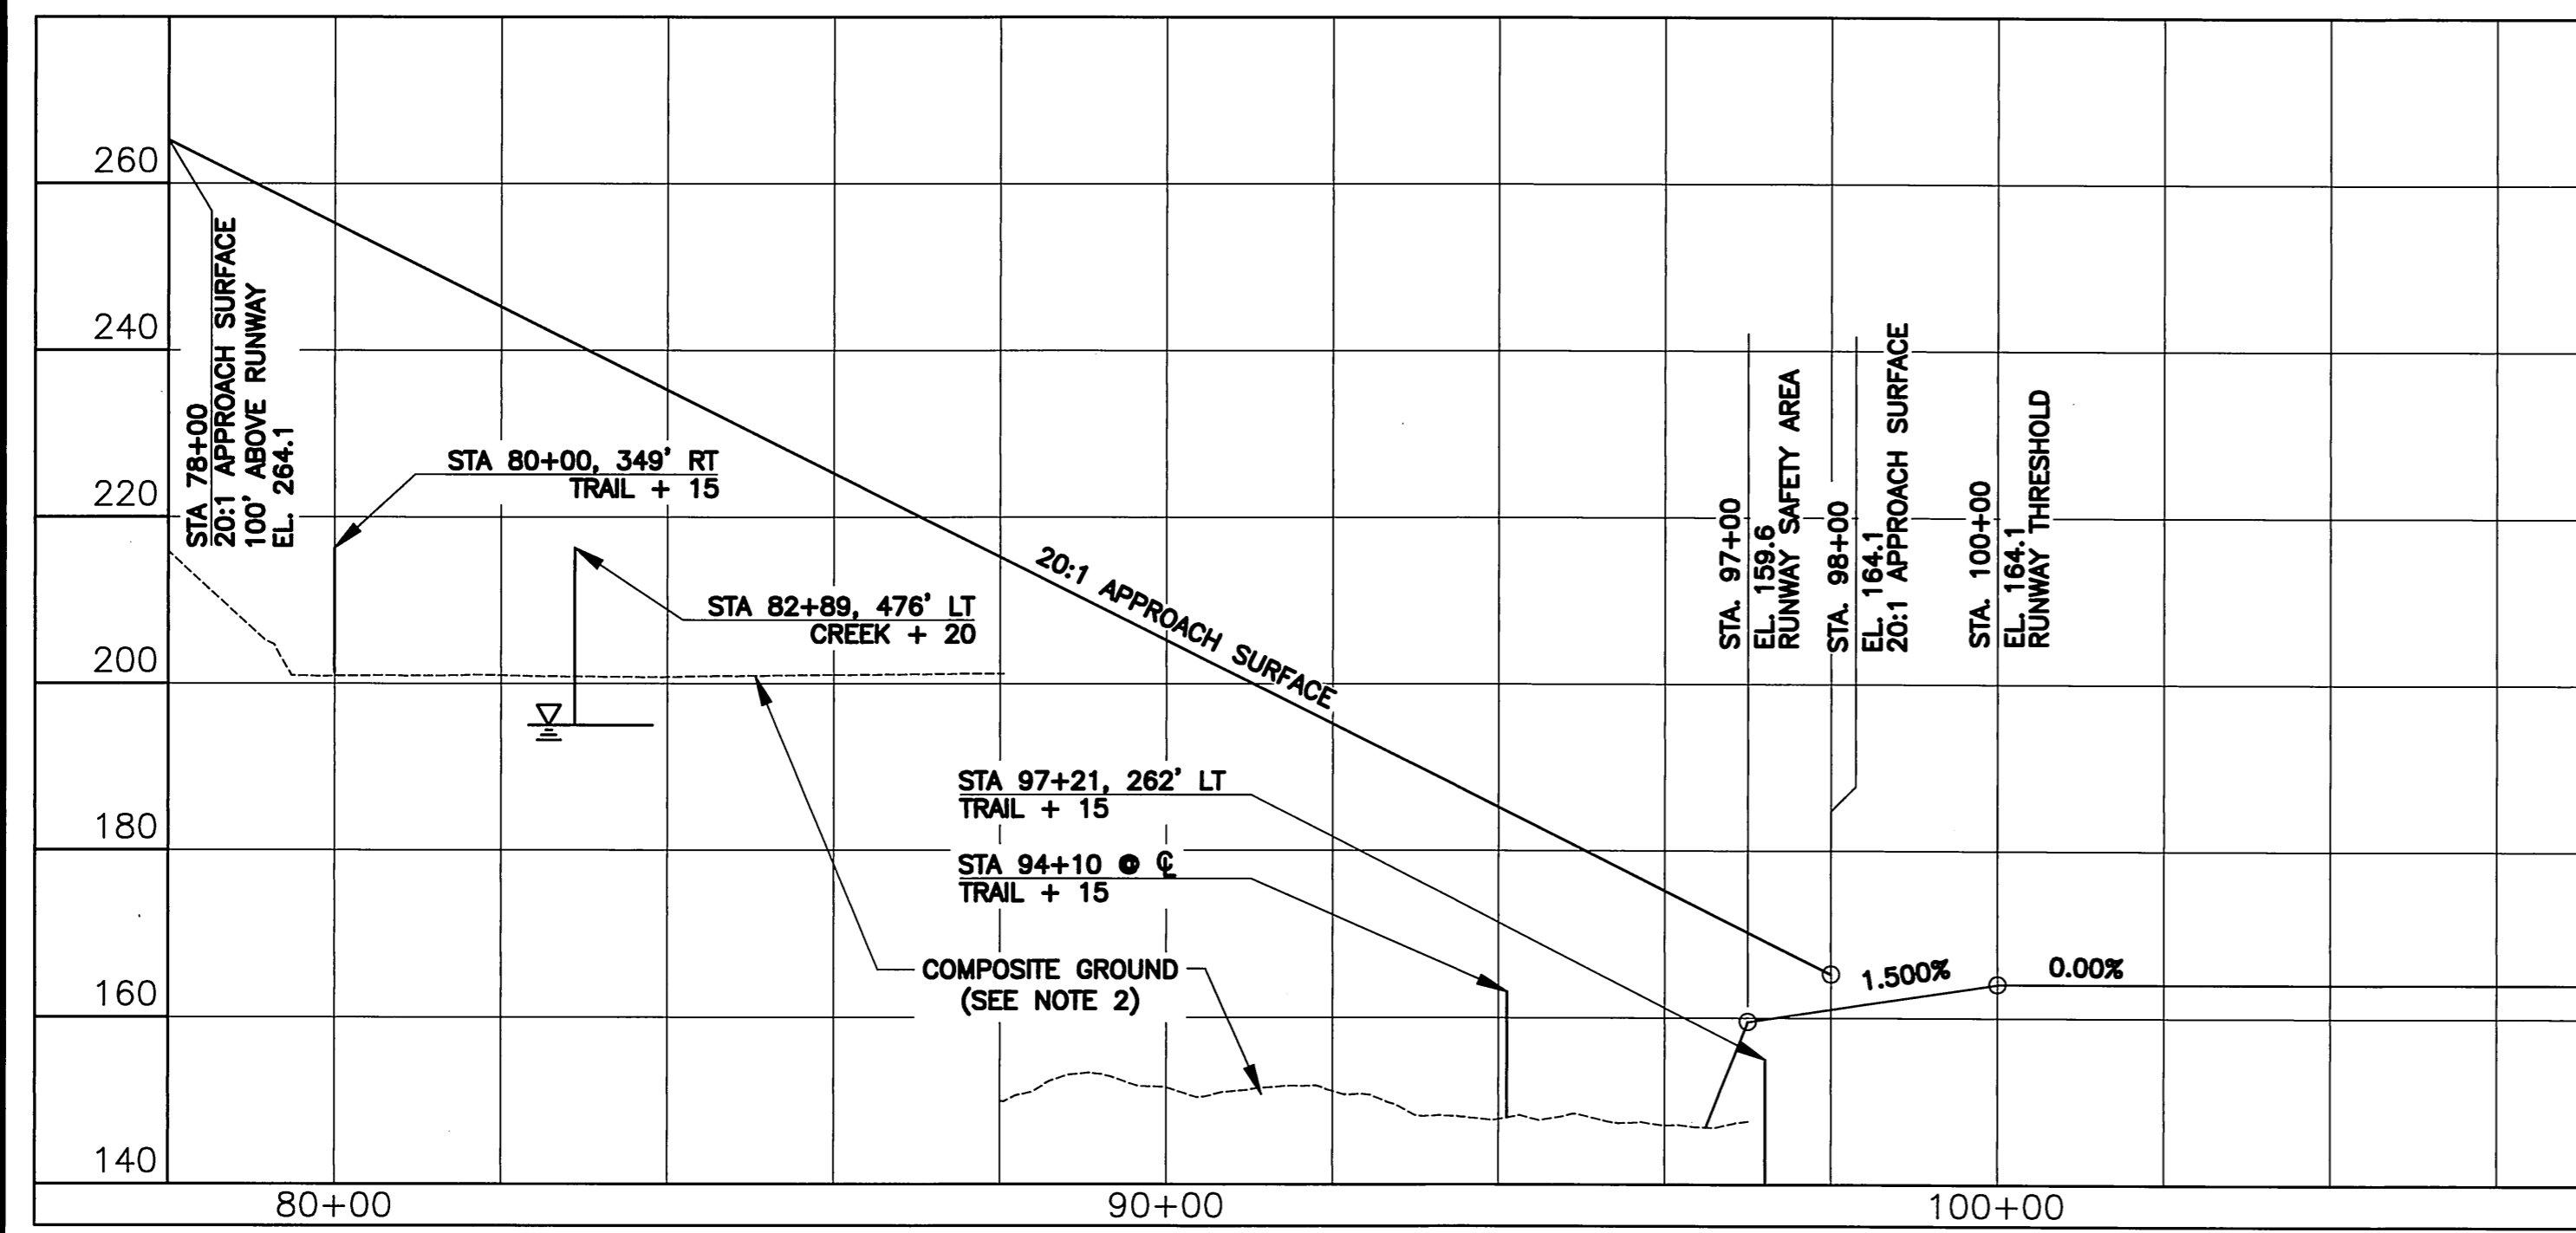 260
240
220
200
180
160
140
80+00
90+00
100+00
STA 78+00
20:1 APPROACH SURFACE
100' ABOVE RUNWAY
EL. 264.1
STA 80+00, 349' RT
TRAIL + 15
STA 82+89, 476' LT
CREEK + 20
20:1 APPROACH SURFACE
STA 97+21, 262' LT
TRAIL + 15
STA 94+10 @ ℄
TRAIL + 15
COMPOSITE GROUND
(SEE NOTE 2)
STA. 97+00
EL. 159.6
RUNWAY SAFETY AREA
STA. 98+00
EL. 164.1
20:1 APPROACH SURFACE
STA. 100+00
EL. 164.1
RUNWAY THRESHOLD
1.500%
0.00%